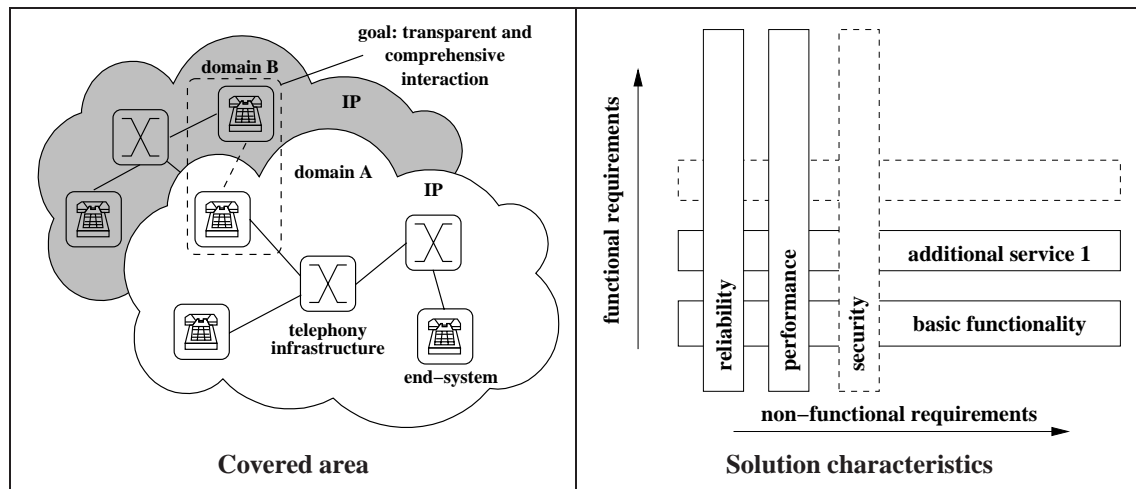 goal: transparent and
comprehensive
interaction
domain B
IP
domain A
IP
telephony
infrastructure
end−system
Covered area
functional requirements
reliability
performance
security
additional service 1
basic functionality
non−functional requirements
Solution characteristics